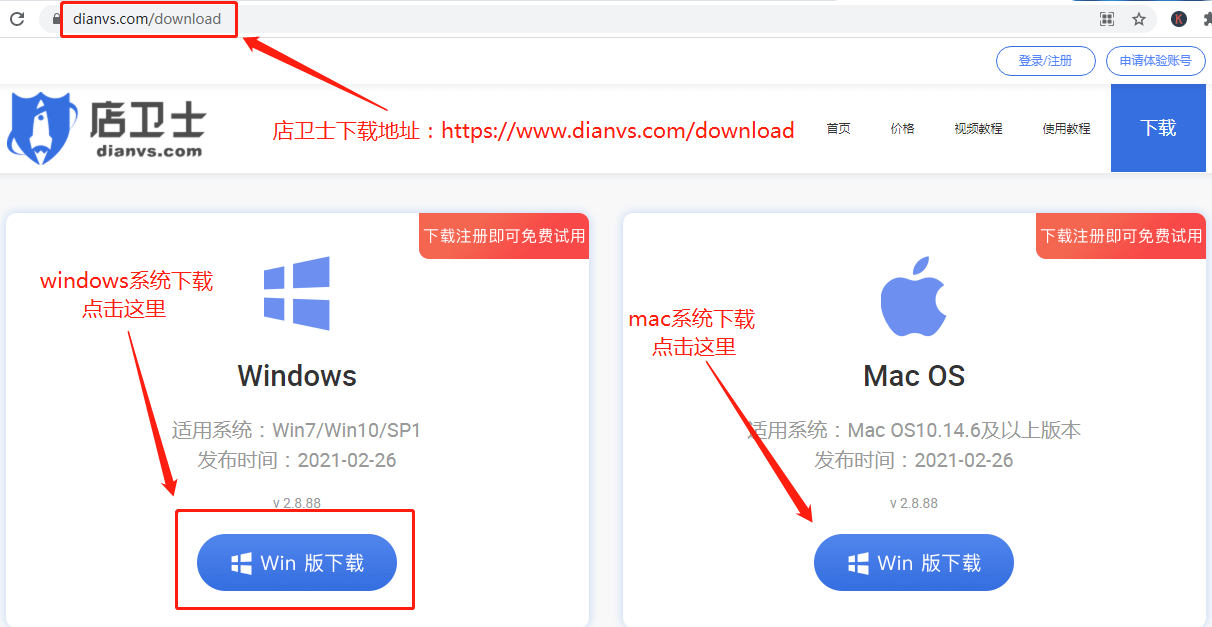 dianvs.com/download
K
登录/注册
申请体验账号
店卫士
dianvs.com
店卫士下载地址：https://www.dianvs.com/download
首页
价格
视频教程
使用教程
下载
下载注册即可免费试用
windows系统下载
点击这里
Windows
适用系统：Win7/Win10/SP1
发布时间：2021-02-26
v 2.8.88
Win 版下载
下载注册即可免费试用
mac系统下载
点击这里
Mac OS
适用系统：Mac OS10.14.6及以上版本
发布时间：2021-02-26
v 2.8.88
Win 版下载